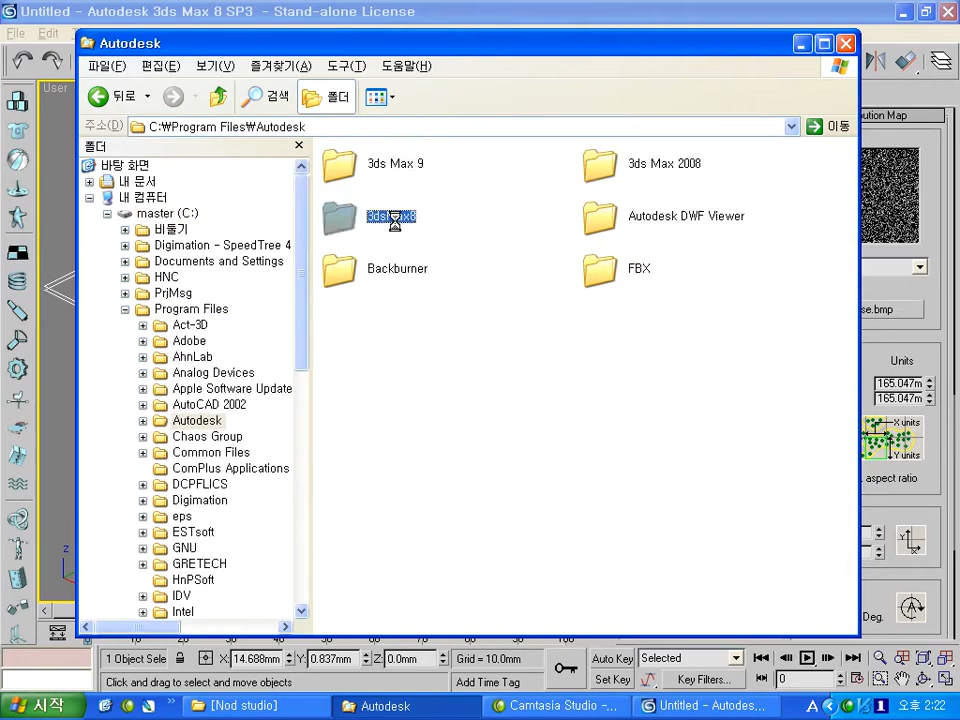 Untitled - Autodesk 3ds Max 8 SP3 - Stand-alone License
File Edit
User
Autodesk
파일(F) 편집(E) 보기(V) 즐겨찾기(A) 도구(T) 도움말(H)
뒤로 검색 폴더
주소(D) C:₩Program Files₩Autodesk 이동
폴더
바탕 화면
내 문서
내 컴퓨터
master (C:)
비둘기
Digimation - SpeedTree 4
Documents and Settings
HNC
PrjMsg
Program Files
Act-3D
Adobe
AhnLab
Analog Devices
Apple Software Update
AutoCAD 2002
Autodesk
Chaos Group
Common Files
ComPlus Applications
DCPFLICS
Digimation
eps
ESTsoft
GNU
GRETECH
HnPSoft
IDV
Intel
3ds Max 9
3ds Max 2008
3dsMax8
Autodesk DWF Viewer
Backburner
FBX
bution Map
se.bmp
Units
165.047m
165.047m
X units
Y units
aspect ratio
Deg.
z
1 Object Sele X: 14.688mm Y: 0.837mm Z: 0.0mm Grid = 10.0mm Auto Key Selected
Click and drag to select and move objects Add Time Tag Set Key Key Filters... 0
시작 [Nod studio] Autodesk Camtasia Studio -... Untitled - Autodes... A 오후 2:22